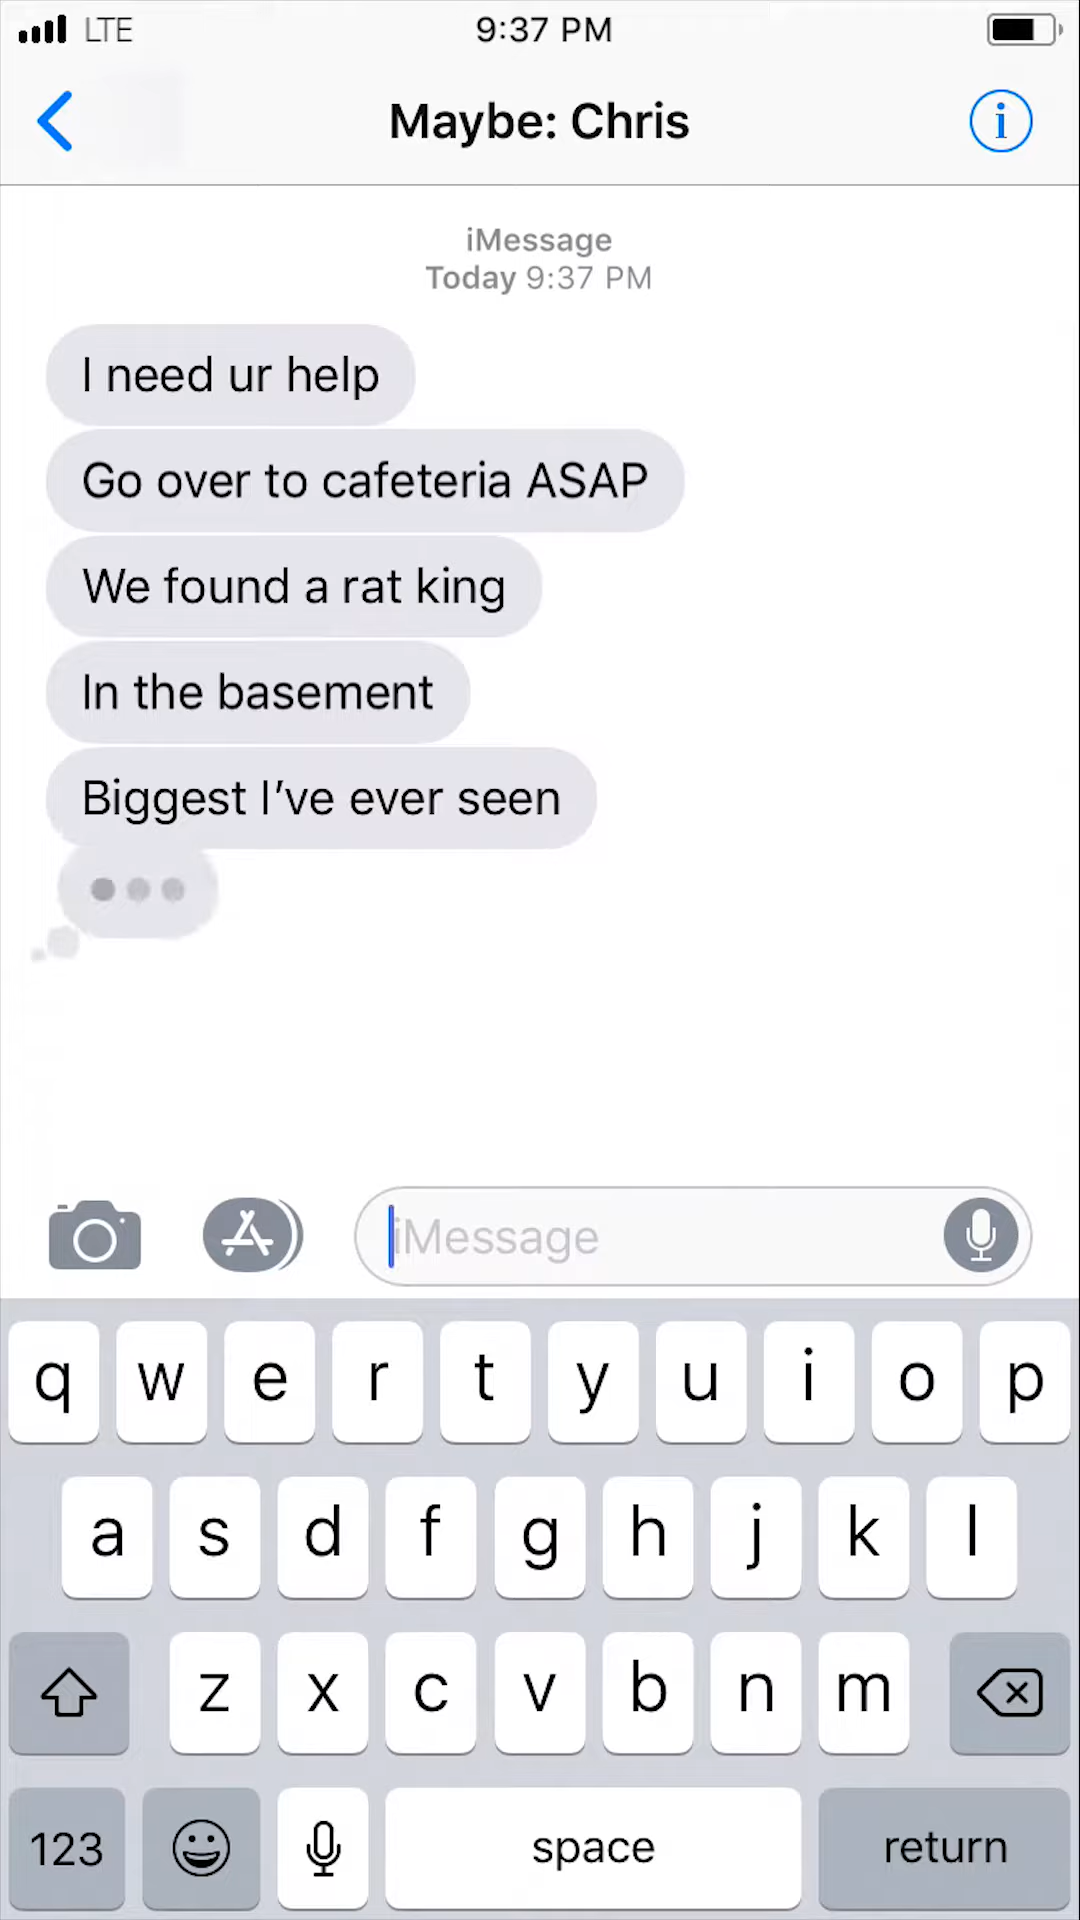 LTE 9:37 PM
Maybe: Chris
iMessage
Today 9:37 PM
I need ur help
Go over to cafeteria ASAP
We found a rat king
In the basement
Biggest I’ve ever seen
iMessage
q w e r t y u i o p
a s d f g h j k l
z x c v b n m
123 space return